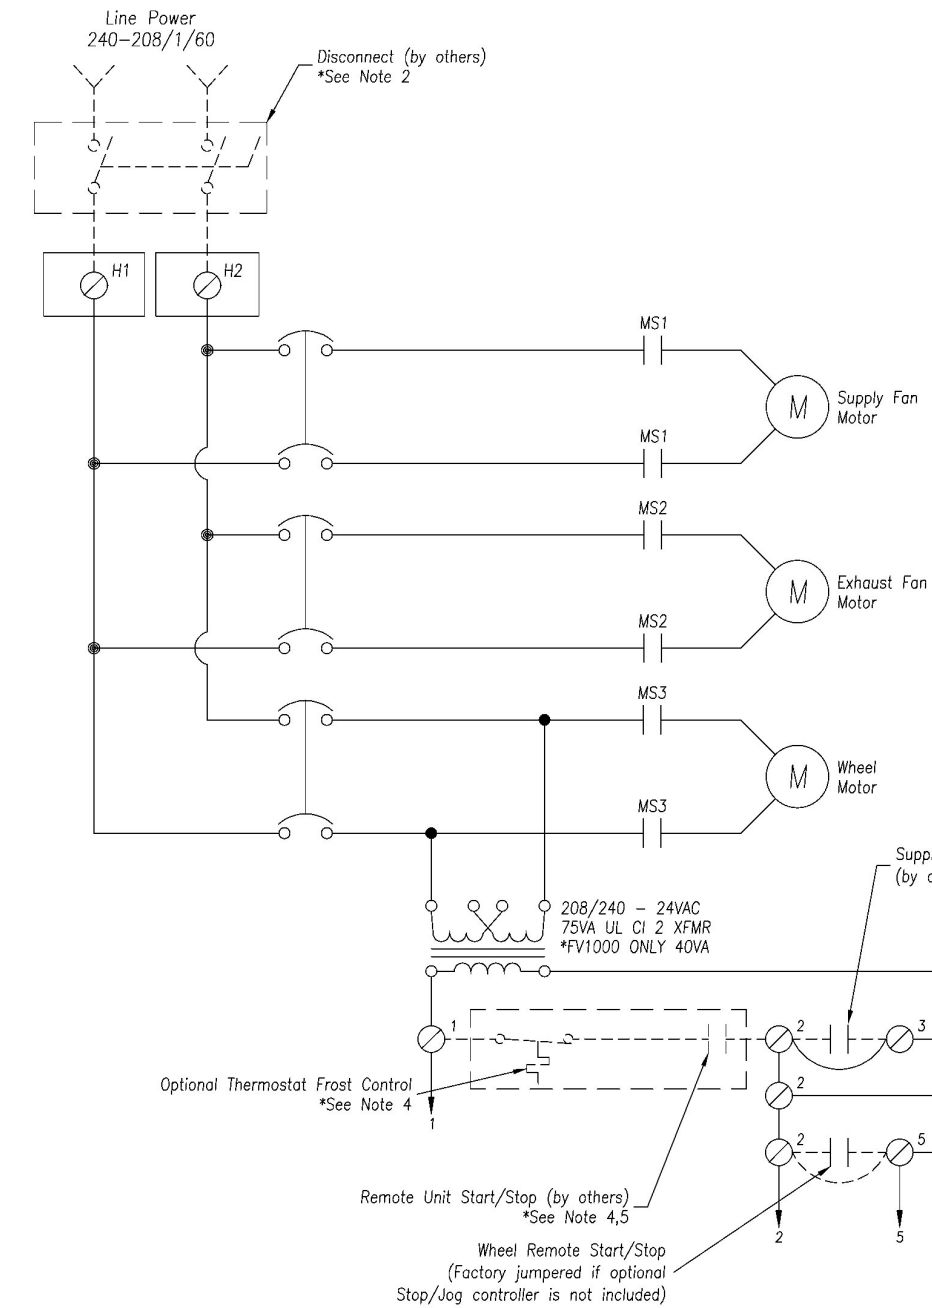 Line Power
240-208/1/60
Disconnect (by others)
*See Note 2
H1
H2
MS1
M
Supply Fan
Motor
MS1
MS2
M
Exhaust Fan
Motor
MS2
MS3
M
Wheel
Motor
MS3
(by
208/240 - 24VAC
75VA UL Cl 2 XFMR
*FV1000 ONLY 40VA
1
2
3
Optional Thermostat Frost Control
*See Note 4
1
2
2
5
Remote Unit Start/Stop (by others)
*See Note 4,5
2
5
Wheel Remote Start/Stop
(Factory jumpered if optional
Stop/Jog controller is not included)